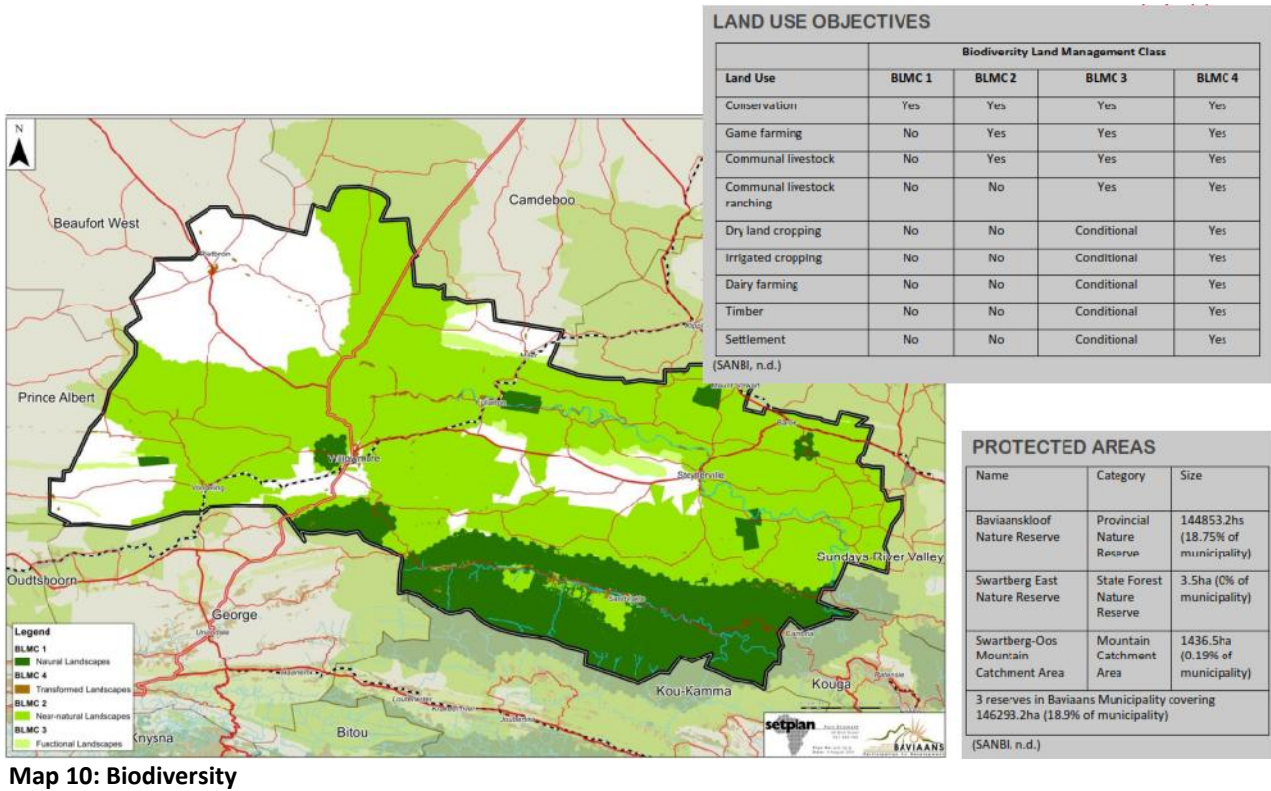 LAND USE OBJECTIVES
Biodiversity Land Management Class
Land Use BLMC 1 BLMC 2 BLMC 3 BLMC 4
Conservation Yes Yes Yes Yes
Game farming No Yes Yes Yes
Communal livestock No Yes Yes Yes
Communal livestock No No Yes Yes
ranching
Dry land cropping No No Conditional Yes
Irrigated cropping No No Conditional Yes
Dairy farming No No Conditional Yes
Timber No No Conditional Yes
Settlement No No Conditional Yes
(SANBI, n.d.)
N
Camdeboo
Beaufort West
Prince Albert
Willowmore
Steytlerville
Sundays River Valley
Oudtshoorn
George
Uniondale
Kou-Kamma
Kouga
Bitou
Knysna
Legend
BLMC 1
Natural Landscapes
BLMC 4
Transformed Landscapes
BLMC 2
Near-natural Landscapes
BLMC 3
Functional Landscapes
setplan
BAVIAANS
PROTECTED AREAS
Name Category Size
Baviaanskloof Provincial 144853.2hs
Nature Reserve Nature (18.75% of
Reserve municipality)
Swartberg East State Forest 3.5ha (0% of
Nature Reserve Nature municipality)
Reserve
Swartberg-Oos Mountain 1436.5ha
Mountain Catchment (0.19% of
Catchment Area Area municipality)
3 reserves in Baviaans Municipality covering
146293.2ha (18.9% of municipality)
(SANBI, n.d.)
Map 10: Biodiversity